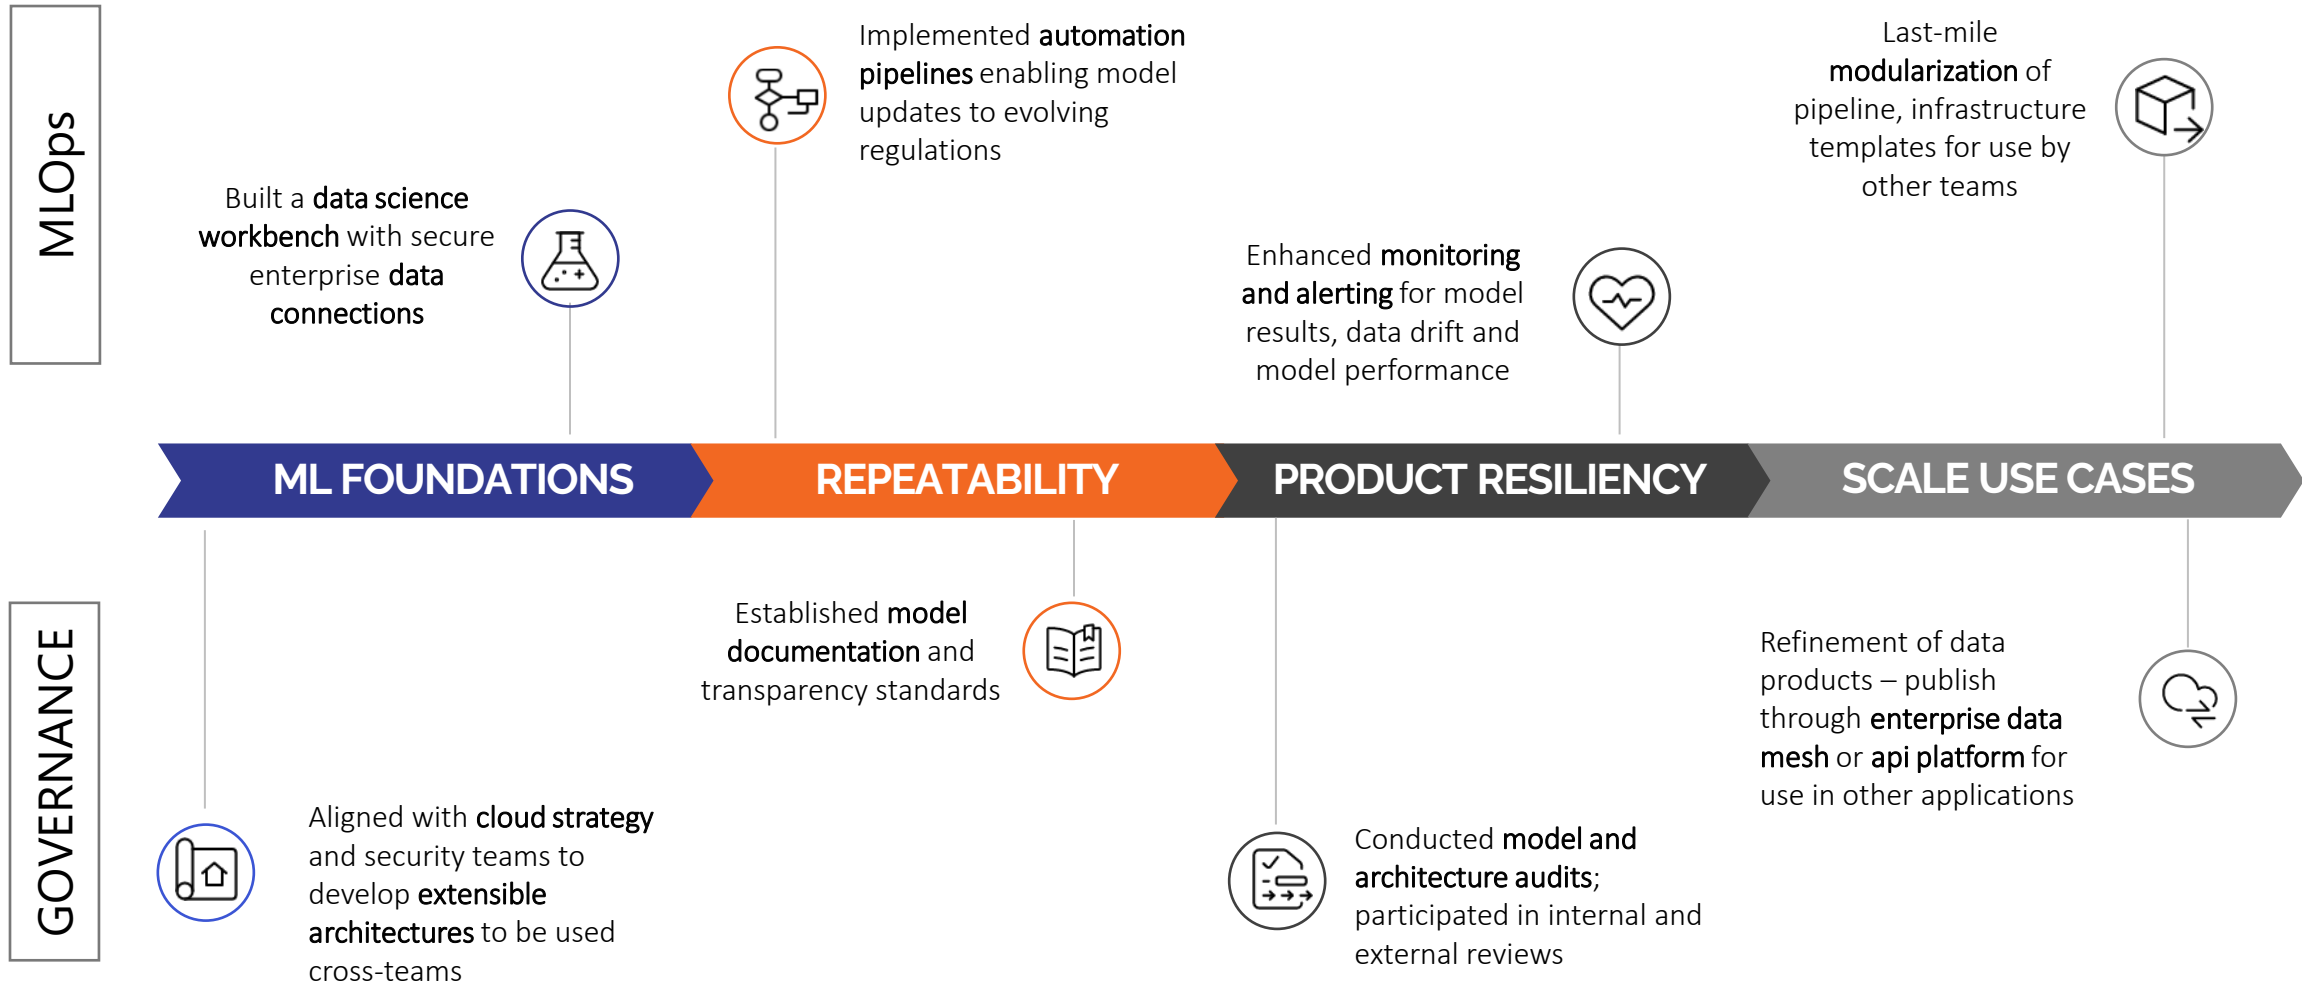 MLOps
Built a data science
workbench with secure
enterprise data
connections
Implemented automation
pipelines enabling model
updates to evolving
regulations
Enhanced monitoring
and alerting for model
results, data drift and
model performance
Last-mile
modularization of
pipeline, infrastructure
templates for use by
other teams
ML FOUNDATIONS
REPEATABILITY
PRODUCT RESILIENCY
SCALE USE CASES
GOVERNANCE
Aligned with cloud strategy
and security teams to
develop extensible
architectures to be used
cross-teams
Established model
documentation and
transparency standards
Conducted model and
architecture audits;
participated in internal and
external reviews
Refinement of data
products – publish
through enterprise data
mesh or api platform for
use in other applications